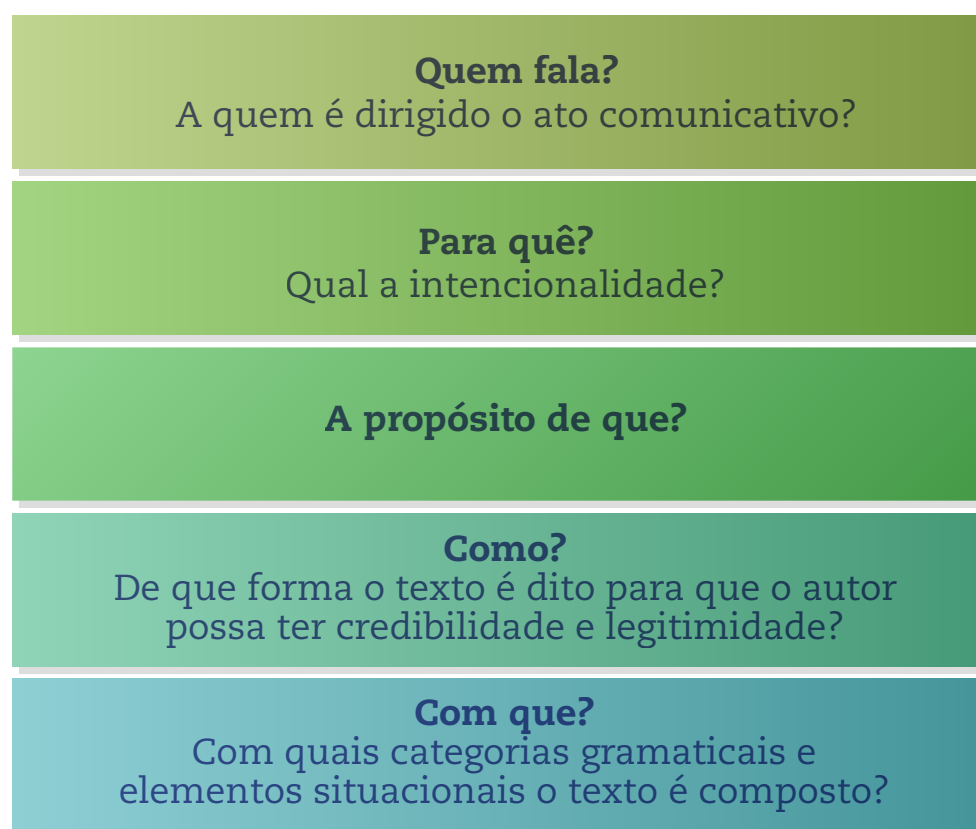 Quem fala?
A quem é dirigido o ato comunicativo?
Para quê?
Qual a intencionalidade?
A propósito de que?
Como?
De que forma o texto é dito para que o autor
possa ter credibilidade e legitimidade?
Com que?
Com quais categorias gramaticais e
elementos situacionais o texto é composto?